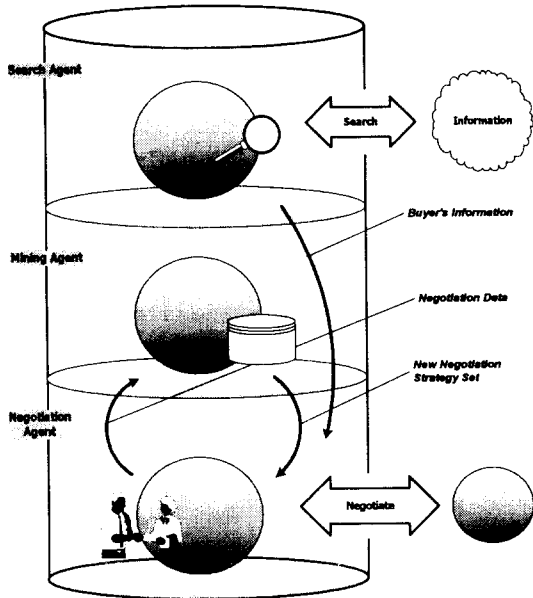 Search Agent
Search
Information
Buyer's Information
Mining Agent
Negotiation Data
New Negotiation
Strategy Set
Negotiation
Agent
Negotiate